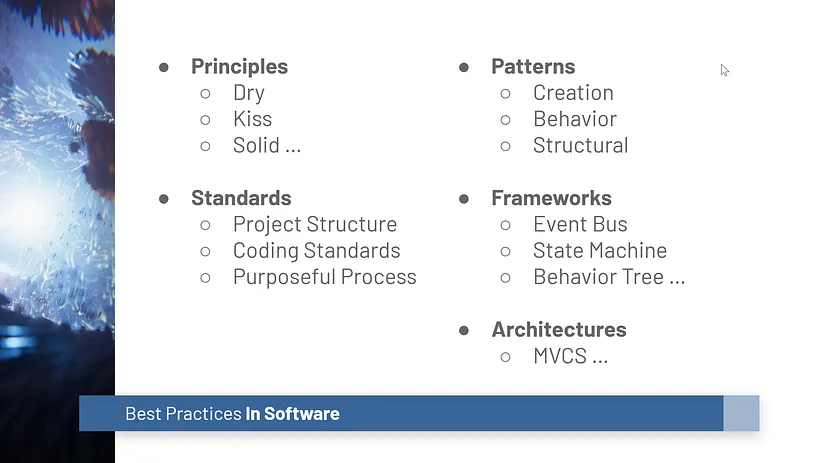 Principles
Dry
Kiss
Solid ...
Standards
Project Structure
Coding Standards
Purposeful Process
Patterns
Creation
Behavior
Structural
Frameworks
Event Bus
State Machine
Behavior Tree ...
Architectures
MVCS ...
Best Practices In Software